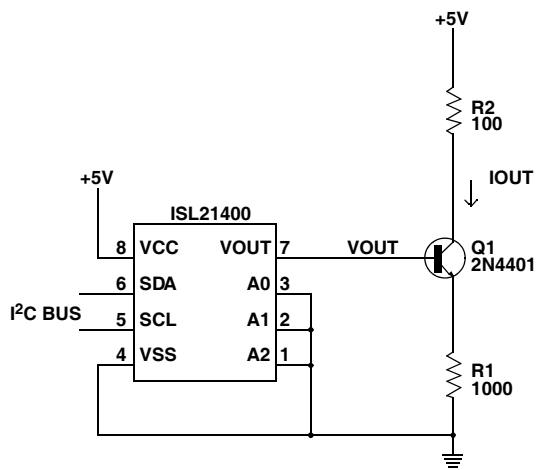 +5V
R2
100
IOUT
+5V
ISL21400
8 VCC VOUT 7 VOUT
Q1
2N4401
6 SDA A0 3
I²C BUS
5 SCL A1 2
4 VSS A2 1
R1
1000